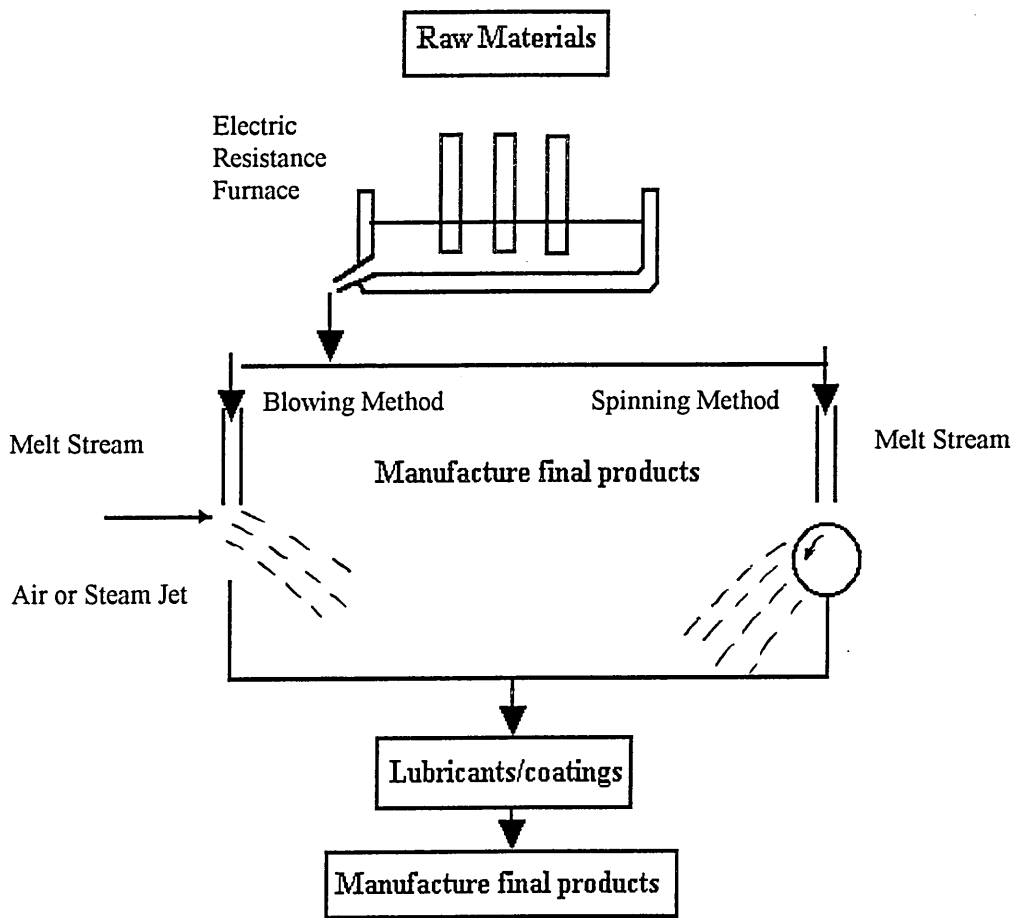 Raw Materials
Electric
Resistance
Furnace
Blowing Method
Spinning Method
Melt Stream
Melt Stream
Manufacture final products
Air or Steam Jet
Lubricants/coatings
Manufacture final products